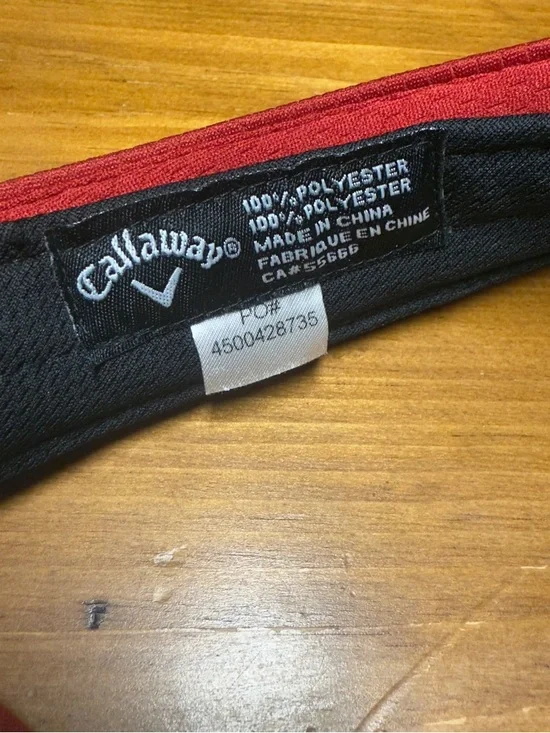 Callaway®
100% POLYESTER
100% POLYESTER
MADE IN CHINA
FABRIQUE EN CHINE
CA#55666
PO#
4500428735